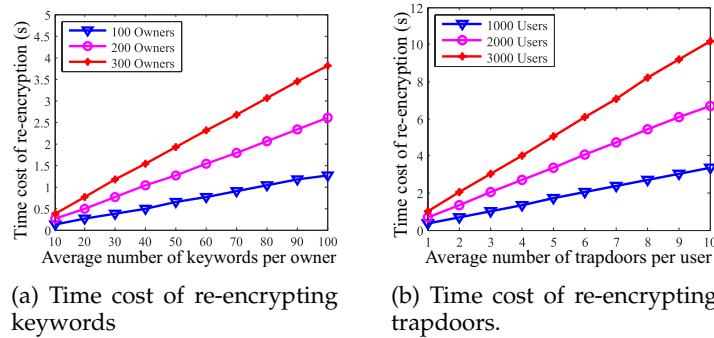 Time cost of re-encryption (s)
5
4.5
4
3.5
3
2.5
2
1.5
1
0.5
0
100 Owners
200 Owners
300 Owners
10 20 30 40 50 60 70 80 90 100
Average number of keywords per owner
(a) Time cost of re-encrypting
keywords
Time cost of re-encryption (s)
12
10
8
6
4
2
0
1000 Users
2000 Users
3000 Users
1 2 3 4 5 6 7 8 9 10
Average number of trapdoors per user
(b) Time cost of re-encrypting
trapdoors.